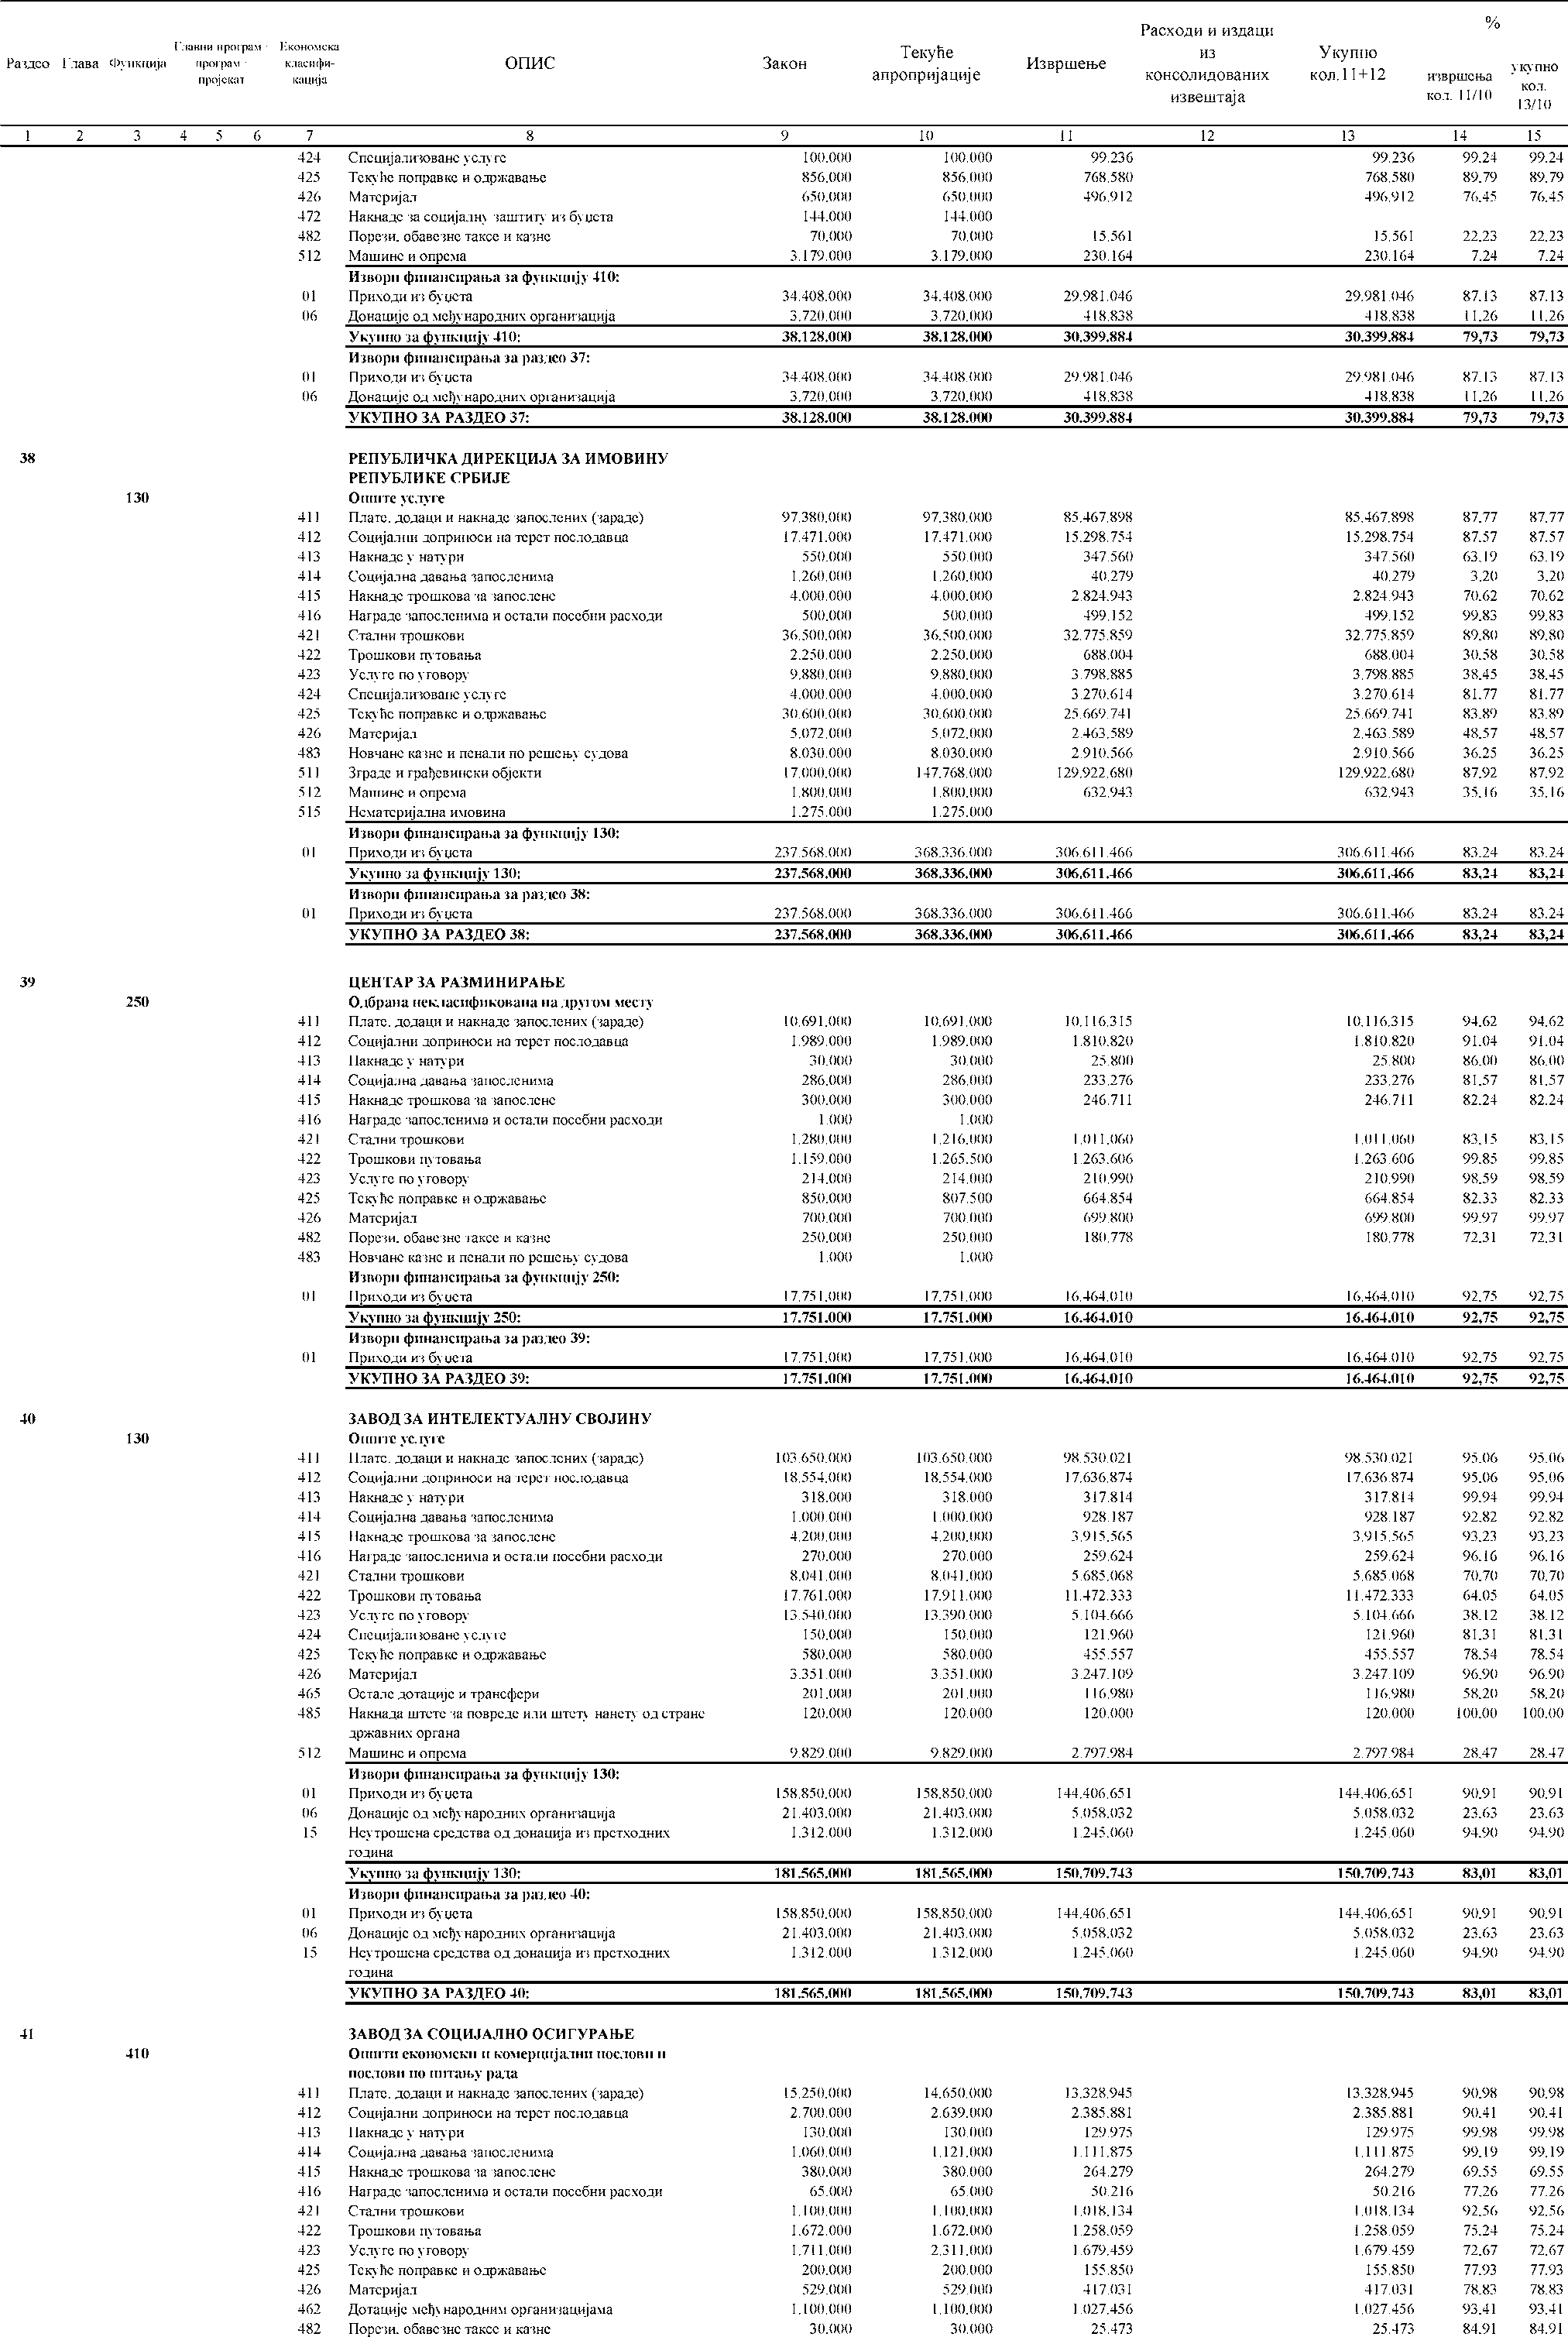 Раздео Глава Функција Главни програм - програм - пројекат Економска класифи-кација ОПИС Закон Текуће апропријације Извршење Расходи и издаци из консолидованих извештаја Укупно кол.11+12 % извршења кол. 11/10 укупно кол. 13/10
1 2 3 4 5 6 7 8 9 10 11 12 13 14 15
424 Специјализоване услуге 100.000 100.000 99.236 99.236 99,24 99,24
425 Текуће поправке и одржавање 856.000 856.000 768.580 768.580 89,79 89,79
426 Материјал 650.000 650.000 496.912 496.912 76,45 76,45
472 Накнаде за социјалну заштиту из буџета 144.000 144.000
482 Порези, обавезне таксе и казне 70.000 70.000 15.561 15.561 22,23 22,23
512 Машине и опрема 3.179.000 3.179.000 230.164 230.164 7,24 7,24
Извори финансирања за функцију 410:
01 Приходи из буџета 34.408.000 34.408.000 29.981.046 29.981.046 87,13 87,13
06 Донације од међународних организација 3.720.000 3.720.000 418.838 418.838 11,26 11,26
Укупно за функцију 410: 38.128.000 38.128.000 30.399.884 30.399.884 79,73 79,73
Извори финансирања за раздео 37:
01 Приходи из буџета 34.408.000 34.408.000 29.981.046 29.981.046 87,13 87,13
06 Донације од међународних организација 3.720.000 3.720.000 418.838 418.838 11,26 11,26
УКУПНО ЗА РАЗДЕО 37: 38.128.000 38.128.000 30.399.884 30.399.884 79,73 79,73
38 РЕПУБЛИЧКА ДИРЕКЦИЈА ЗА ИМОВИНУ
РЕПУБЛИКЕ СРБИЈЕ
130 Опште услуге
411 Плате, додаци и накнаде запослених (зараде) 97.380.000 97.380.000 85.467.898 85.467.898 87,77 87,77
412 Социјални доприноси на терет послодавца 17.471.000 17.471.000 15.298.754 15.298.754 87,57 87,57
413 Накнаде у натури 550.000 550.000 347.560 347.560 63,19 63,19
414 Социјална давања запосленима 1.260.000 1.260.000 40.279 40.279 3,20 3,20
415 Накнаде трошкова за запослене 4.000.000 4.000.000 2.824.943 2.824.943 70,62 70,62
416 Награде запосленима и остали посебни расходи 500.000 500.000 499.152 499.152 99,83 99,83
421 Стални трошкови 36.500.000 36.500.000 32.775.859 32.775.859 89,80 89,80
422 Трошкови путовања 2.250.000 2.250.000 688.004 688.004 30,58 30,58
423 Услуге по уговору 9.880.000 9.880.000 3.798.885 3.798.885 38,45 38,45
424 Специјализоване услуге 4.000.000 4.000.000 3.270.614 3.270.614 81,77 81,77
425 Текуће поправке и одржавање 30.600.000 30.600.000 25.669.741 25.669.741 83,89 83,89
426 Материјал 5.072.000 5.072.000 2.463.589 2.463.589 48,57 48,57
483 Новчане казне и пенали по решењу судова 8.030.000 8.030.000 2.910.566 2.910.566 36,25 36,25
511 Зграде и грађевински објекти 17.000.000 147.768.000 129.922.680 129.922.680 87,92 87,92
512 Машине и опрема 1.800.000 1.800.000 632.943 632.943 35,16 35,16
515 Нематеријална имовина 1.275.000 1.275.000
Извори финансирања за функцију 130:
01 Приходи из буџета 237.568.000 368.336.000 306.611.466 306.611.466 83,24 83,24
Укупно за функцију 130: 237.568.000 368.336.000 306.611.466 306.611.466 83,24 83,24
Извори финансирања за раздео 38:
01 Приходи из буџета 237.568.000 368.336.000 306.611.466 306.611.466 83,24 83,24
УКУПНО ЗА РАЗДЕО 38: 237.568.000 368.336.000 306.611.466 306.611.466 83,24 83,24
39 ЦЕНТАР ЗА РАЗМИНИРАЊЕ
250 Одбрана некласификована на другом месту
411 Плате, додаци и накнаде запослених (зараде) 10.691.000 10.691.000 10.116.315 10.116.315 94,62 94,62
412 Социјални доприноси на терет послодавца 1.989.000 1.989.000 1.810.820 1.810.820 91,04 91,04
413 Накнаде у натури 30.000 30.000 25.800 25.800 86,00 86,00
414 Социјална давања запосленима 286.000 286.000 233.276 233.276 81,57 81,57
415 Накнаде трошкова за запослене 300.000 300.000 246.711 246.711 82,24 82,24
416 Награде запосленима и остали посебни расходи 1.000 1.000
421 Стални трошкови 1.280.000 1.216.000 1.011.060 1.011.060 83,15 83,15
422 Трошкови путовања 1.159.000 1.265.500 1.263.606 1.263.606 99,85 99,85
423 Услуге по уговору 214.000 214.000 210.990 210.990 98,59 98,59
425 Текуће поправке и одржавање 850.000 807.500 664.854 664.854 82,33 82,33
426 Материјал 700.000 700.000 699.800 699.800 99,97 99,97
482 Порези, обавезне таксе и казне 250.000 250.000 180.778 180.778 72,31 72,31
483 Новчане казне и пенали по решењу судова 1.000 1.000
Извори финансирања за функцију 250:
01 Приходи из буџета 17.751.000 17.751.000 16.464.010 16.464.010 92,75 92,75
Укупно за функцију 250: 17.751.000 17.751.000 16.464.010 16.464.010 92,75 92,75
Извори финансирања за раздео 39:
01 Приходи из буџета 17.751.000 17.751.000 16.464.010 16.464.010 92,75 92,75
УКУПНО ЗА РАЗДЕО 39: 17.751.000 17.751.000 16.464.010 16.464.010 92,75 92,75
40 ЗАВОД ЗА ИНТЕЛЕКТУАЛНУ СВОЈИНУ
130 Опште услуге
411 Плате, додаци и накнаде запослених (зараде) 103.650.000 103.650.000 98.530.021 98.530.021 95,06 95,06
412 Социјални доприноси на терет послодавца 18.554.000 18.554.000 17.636.874 17.636.874 95,06 95,06
413 Накнаде у натури 318.000 318.000 317.814 317.814 99,94 99,94
414 Социјална давања запосленима 1.000.000 1.000.000 928.187 928.187 92,82 92,82
415 Накнаде трошкова за запослене 4.200.000 4.200.000 3.915.565 3.915.565 93,23 93,23
416 Награде запосленима и остали посебни расходи 270.000 270.000 259.624 259.624 96,16 96,16
421 Стални трошкови 8.041.000 8.041.000 5.685.068 5.685.068 70,70 70,70
422 Трошкови путовања 17.761.000 17.911.000 11.472.333 11.472.333 64,05 64,05
423 Услуге по уговору 13.540.000 13.390.000 5.104.666 5.104.666 38,12 38,12
424 Специјализоване услуге 150.000 150.000 121.960 121.960 81,31 81,31
425 Текуће поправке и одржавање 580.000 580.000 455.557 455.557 78,54 78,54
426 Материјал 3.351.000 3.351.000 3.247.109 3.247.109 96,90 96,90
465 Остале дотације и трансфери 201.000 201.000 116.980 116.980 58,20 58,20
485 Накнада штете за повреде или штету нанету од стране 120.000 120.000 120.000 120.000 100,00 100,00
државних органа
512 Машине и опрема 9.829.000 9.829.000 2.797.984 2.797.984 28,47 28,47
Извори финансирања за функцију 130:
01 Приходи из буџета 158.850.000 158.850.000 144.406.651 144.406.651 90,91 90,91
06 Донације од међународних организација 21.403.000 21.403.000 5.058.032 5.058.032 23,63 23,63
15 Неутрошена средства од донација из претходних 1.312.000 1.312.000 1.245.060 1.245.060 94,90 94,90
година
Укупно за функцију 130: 181.565.000 181.565.000 150.709.743 150.709.743 83,01 83,01
Извори финансирања за раздео 40:
01 Приходи из буџета 158.850.000 158.850.000 144.406.651 144.406.651 90,91 90,91
06 Донације од међународних организација 21.403.000 21.403.000 5.058.032 5.058.032 23,63 23,63
15 Неутрошена средства од донација из претходних 1.312.000 1.312.000 1.245.060 1.245.060 94,90 94,90
година
УКУПНО ЗА РАЗДЕО 40: 181.565.000 181.565.000 150.709.743 150.709.743 83,01 83,01
41 ЗАВОД ЗА СОЦИЈАЛНО ОСИГУРАЊЕ
410 Општи економски и комерцијални послови и
послови по питању рада
411 Плате, додаци и накнаде запослених (зараде) 15.250.000 14.650.000 13.328.945 13.328.945 90,98 90,98
412 Социјални доприноси на терет послодавца 2.700.000 2.639.000 2.385.881 2.385.881 90,41 90,41
413 Накнаде у натури 130.000 130.000 129.975 129.975 99,98 99,98
414 Социјална давања запосленима 1.060.000 1.121.000 1.111.875 1.111.875 99,19 99,19
415 Накнаде трошкова за запослене 380.000 380.000 264.279 264.279 69,55 69,55
416 Награде запосленима и остали посебни расходи 65.000 65.000 50.216 50.216 77,26 77,26
421 Стални трошкови 1.100.000 1.100.000 1.018.134 1.018.134 92,56 92,56
422 Трошкови путовања 1.672.000 1.672.000 1.258.059 1.258.059 75,24 75,24
423 Услуге по уговору 1.711.000 2.311.000 1.679.459 1.679.459 72,67 72,67
425 Текуће поправке и одржавање 200.000 200.000 155.850 155.850 77,93 77,93
426 Материјал 529.000 529.000 417.031 417.031 78,83 78,83
462 Дотације међународним организацијама 1.100.000 1.100.000 1.027.456 1.027.456 93,41 93,41
482 Порези, обавезне таксе и казне 30.000 30.000 25.473 25.473 84,91 84,91